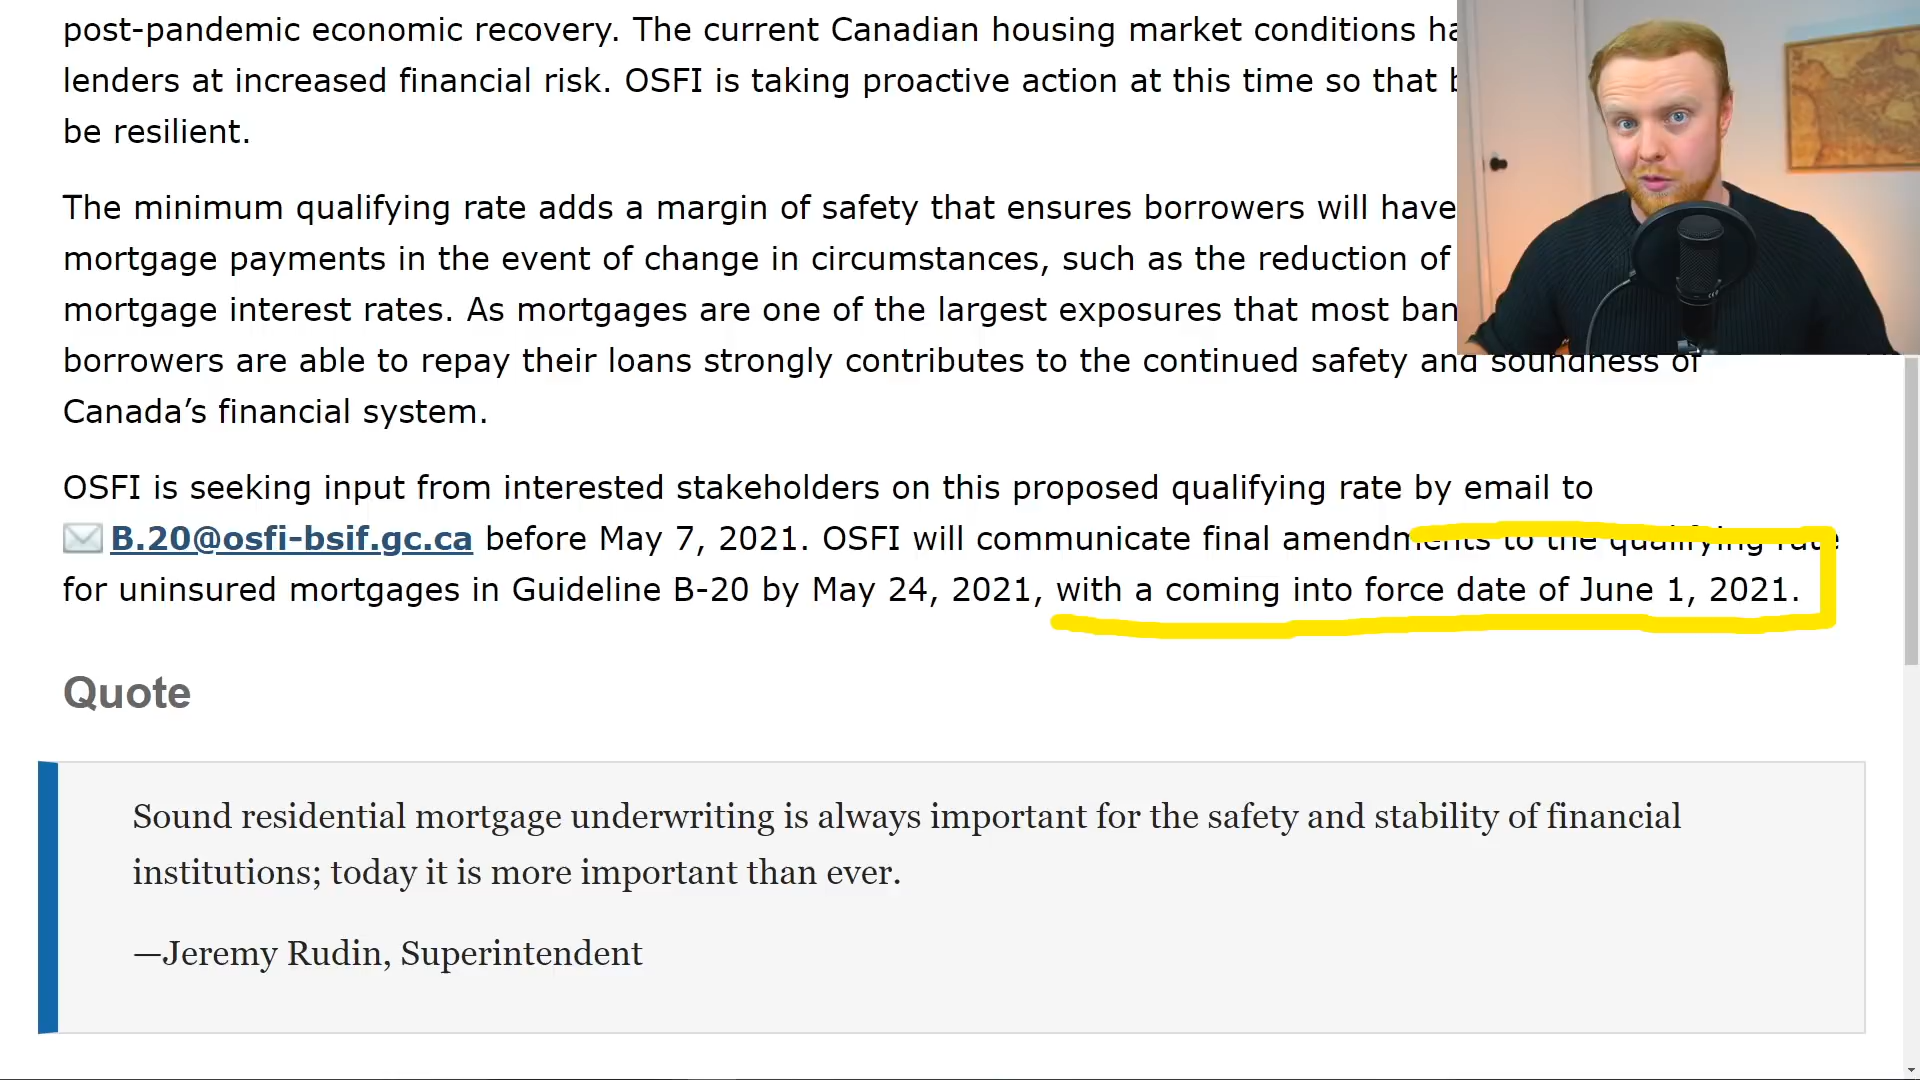 post-pandemic economic recovery. The current Canadian housing market conditions
lenders at increased financial risk. OSFI is taking proactive action at this time so that
be resilient.
The minimum qualifying rate adds a margin of safety that ensures borrowers will have
mortgage payments in the event of change in circumstances, such as the reduction of
mortgage interest rates. As mortgages are one of the largest exposures that most
borrowers are able to repay their loans strongly contributes to the continued safety and soundness of
Canada’s financial system.
OSFI is seeking input from interested stakeholders on this proposed qualifying rate by email to
B.20@osfi-bsif.gc.ca before May 7, 2021. OSFI will communicate final amendments to the qualifying rate
for uninsured mortgages in Guideline B-20 by May 24, 2021, with a coming into force date of June 1, 2021.
Quote
Sound residential mortgage underwriting is always important for the safety and stability of financial
institutions; today it is more important than ever.
—Jeremy Rudin, Superintendent